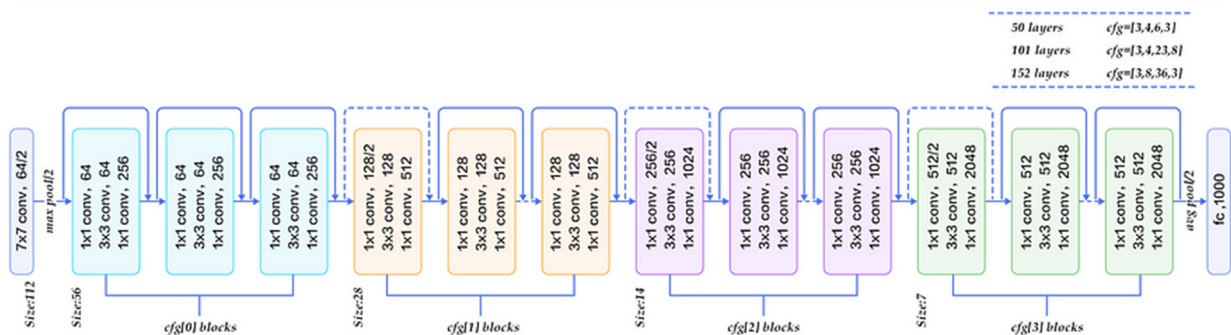 50 layers cfg=[3,4,6,3]
101 layers cfg=[3,4,23,8]
152 layers cfg=[3,8,36,3]
7x7 conv, 64/2
max pool/2
1x1 conv, 64
3x3 conv, 64
1x1 conv, 256
1x1 conv, 64
3x3 conv, 64
1x1 conv, 256
1x1 conv, 64
3x3 conv, 64
1x1 conv, 256
1x1 conv, 128/2
3x3 conv, 128
1x1 conv, 512
1x1 conv, 128
3x3 conv, 128
1x1 conv, 512
1x1 conv, 128
3x3 conv, 128
1x1 conv, 512
1x1 conv, 256/2
3x3 conv, 256
1x1 conv, 1024
1x1 conv, 256
3x3 conv, 256
1x1 conv, 1024
1x1 conv, 256
3x3 conv, 256
1x1 conv, 1024
1x1 conv, 512/2
3x3 conv, 512
1x1 conv, 2048
1x1 conv, 512
3x3 conv, 512
1x1 conv, 2048
1x1 conv, 512
3x3 conv, 512
1x1 conv, 2048
avg pool/2
fc ,1000
Size:112
Size:56
cfg[0] blocks
Size:28
cfg[1] blocks
Size:14
cfg[2] blocks
Size:7
cfg[3] blocks